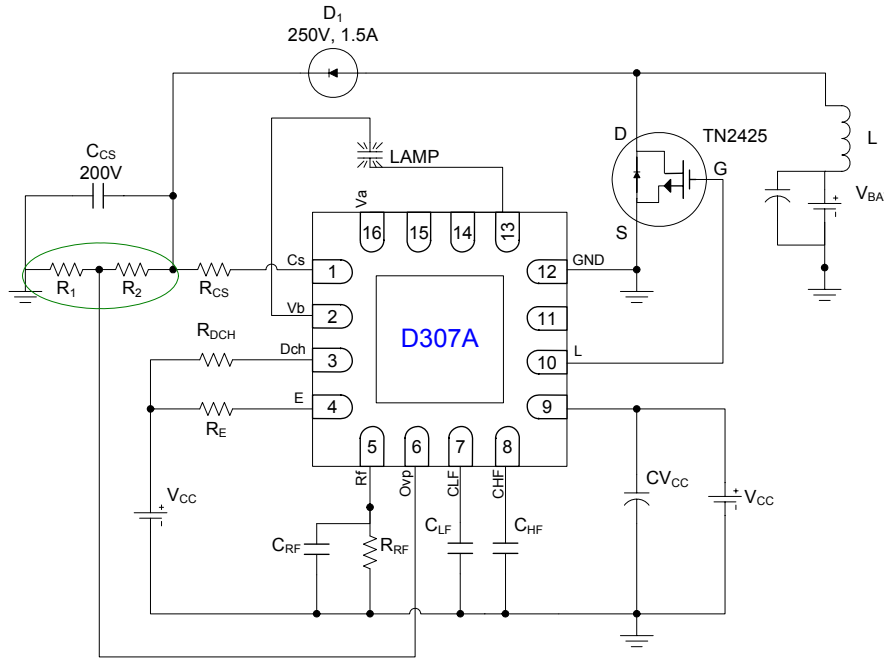 D1
250V, 1.5A
CCS
200V
LAMP
D
TN2425
G
S
L
VBA
Va
16
15
14
13
R1
R2
RCS
Cs
1
GND
12
Vb
2
11
D307A
RDCH
Dch
3
L
10
RE
E
4
9
5
6
7
8
Rf
Ovp
CLF
CHF
VCC
CRF
RRF
CLF
CHF
CVCC
VCC